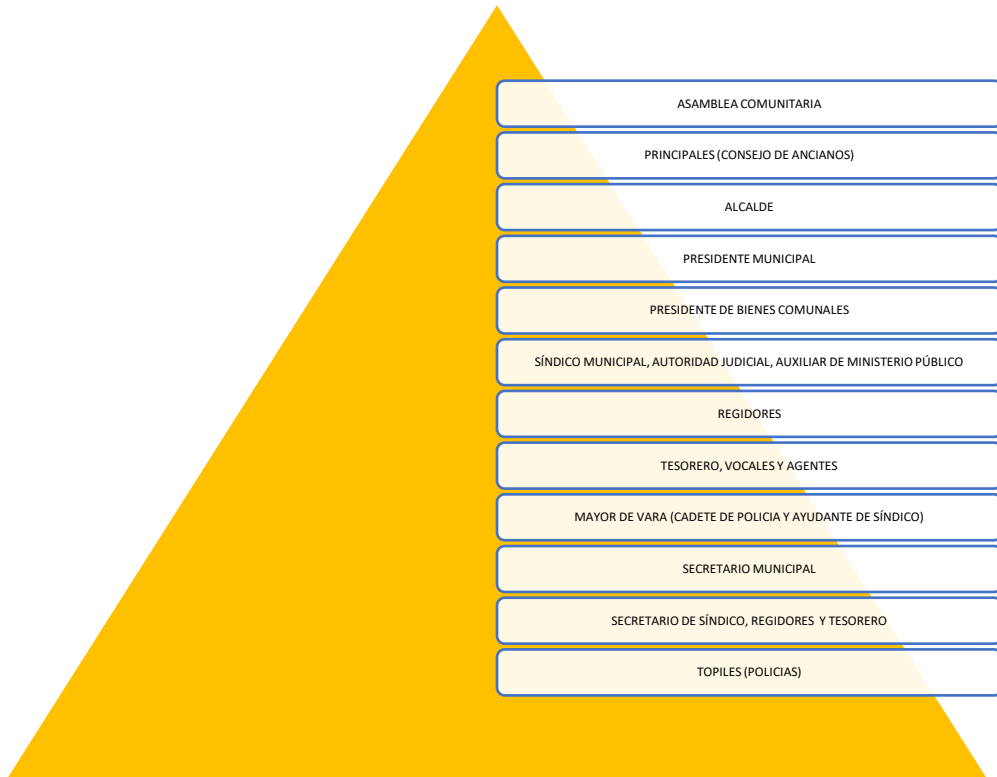 ASAMBLEA COMUNITARIA
PRINCIPALES (CONSEJO DE ANCIANOS)
ALCALDE
PRESIDENTE MUNICIPAL
PRESIDENTE DE BIENES COMUNALES
SÍNDICO MUNICIPAL, AUTORIDAD JUDICIAL, AUXILIAR DE MINISTERIO PÚBLICO
REGIDORES
TESORERO, VOCALES Y AGENTES
MAYOR DE VARA (CADETE DE POLICIA Y AYUDANTE DE SÍNDICO)
SECRETARIO MUNICIPAL
SECRETARIO DE SÍNDICO, REGIDORES Y TESORERO
TOPILES (POLICIAS)